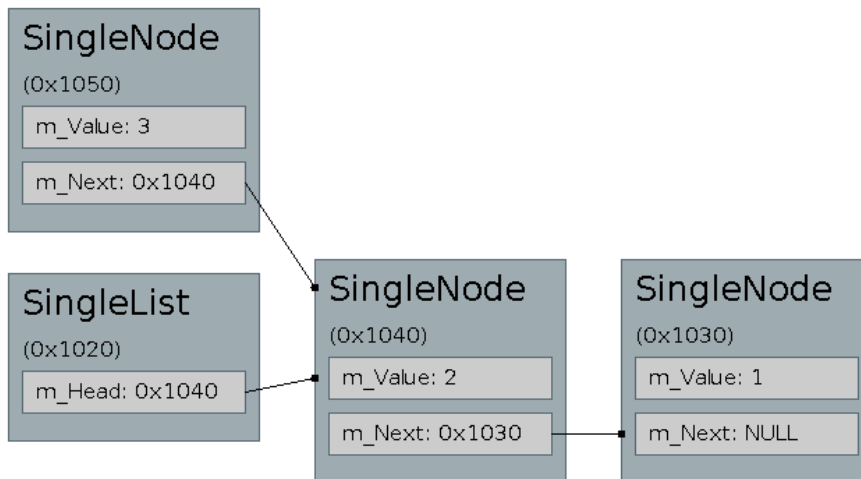 SingleNode
(0x1050)
m_Value: 3
m_Next: 0x1040
SingleList
(0x1020)
m_Head: 0x1040
SingleNode
(0x1040)
m_Value: 2
m_Next: 0x1030
SingleNode
(0x1030)
m_Value: 1
m_Next: NULL